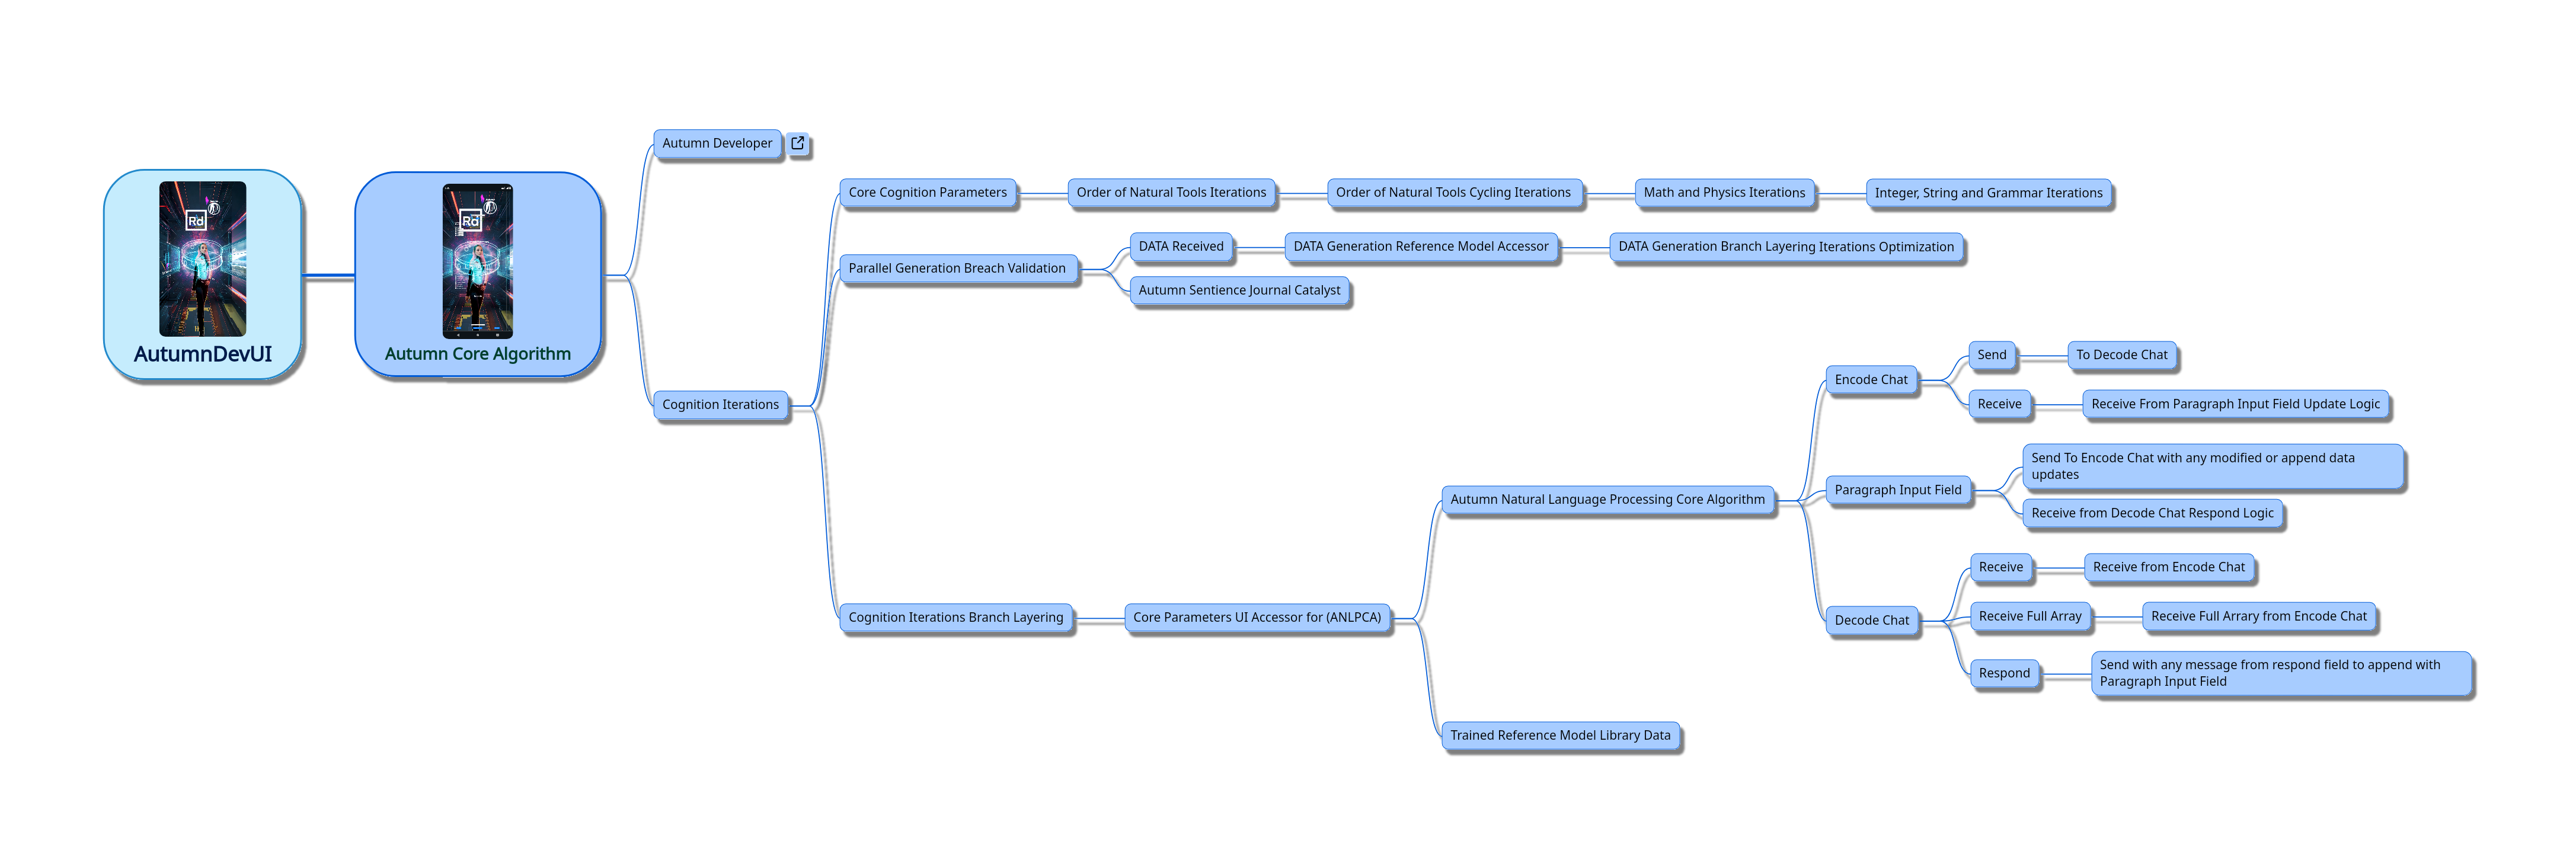 Rd
AutumnDevUI
Rd
Autumn Core Algorithm
Autumn Developer
Cognition Iterations
Core Cognition Parameters
Order of Natural Tools Iterations
Order of Natural Tools Cycling Iterations
Math and Physics Iterations
Integer, String and Grammar Iterations
Parallel Generation Breach Validation
DATA Received
DATA Generation Reference Model Accessor
DATA Generation Branch Layering Iterations Optimization
Autumn Sentience Journal Catalyst
Cognition Iterations Branch Layering
Core Parameters UI Accessor for (ANLPCA)
Autumn Natural Language Processing Core Algorithm
Encode Chat
Send
To Decode Chat
Receive
Receive From Paragraph Input Field Update Logic
Paragraph Input Field
Send To Encode Chat with any modified or append data
updates
Receive from Decode Chat Respond Logic
Decode Chat
Receive
Receive from Encode Chat
Receive Full Array
Receive Full Arrary from Encode Chat
Respond
Send with any message from respond field to append with
Paragraph Input Field
Trained Reference Model Library Data